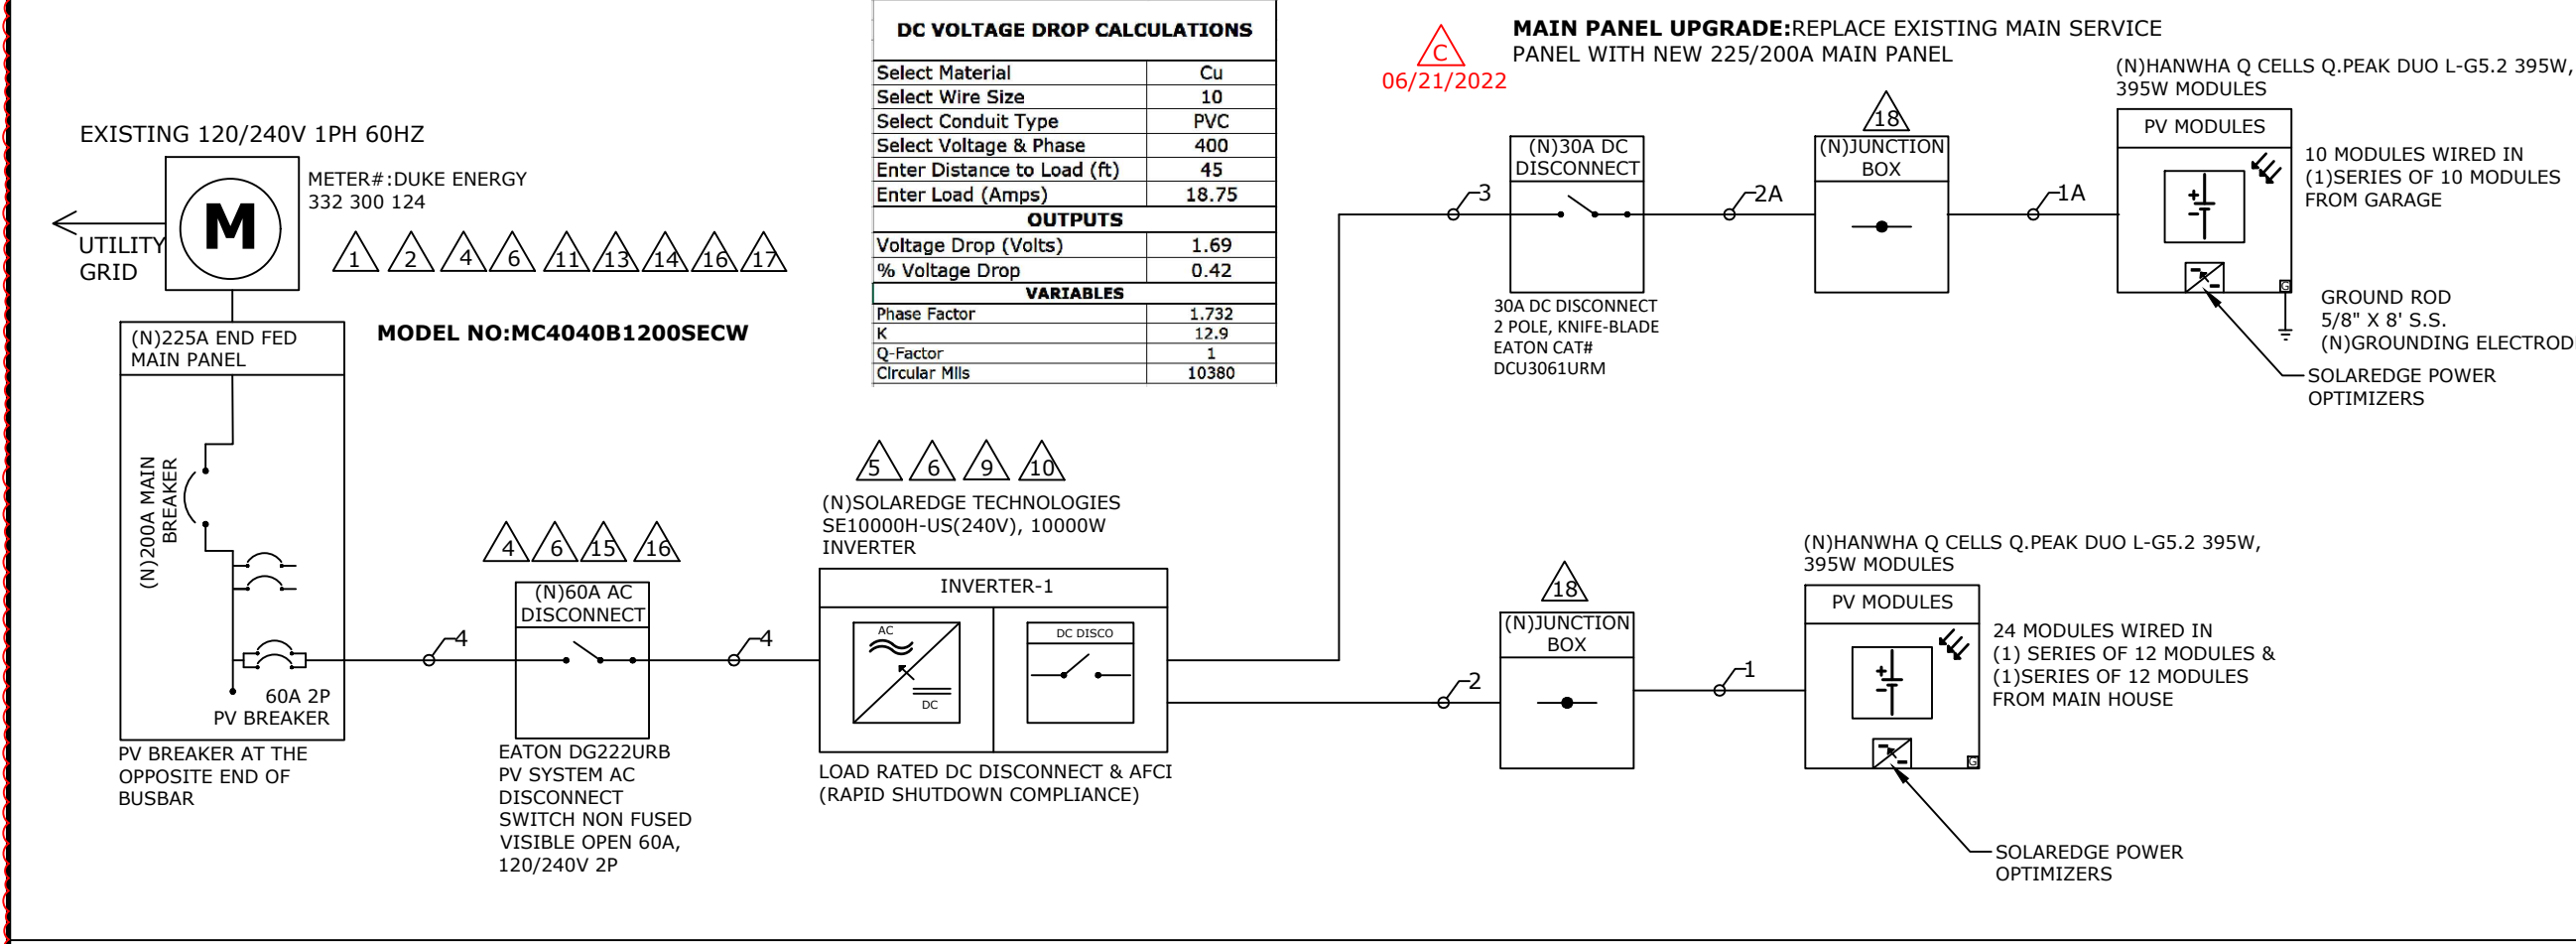 DC VOLTAGE DROP CALCULATIONS
Select Material Cu
Select Wire Size 10
Select Conduit Type PVC
Select Voltage & Phase 400
Enter Distance to Load (ft) 45
Enter Load (Amps) 18.75
OUTPUTS
Voltage Drop (Volts) 1.69
% Voltage Drop 0.42
VARIABLES
Phase Factor 1.732
K 12.9
Q-Factor 1
Circular Mils 10380
C
06/21/2022
MAIN PANEL UPGRADE:REPLACE EXISTING MAIN SERVICE
PANEL WITH NEW 225/200A MAIN PANEL
EXISTING 120/240V 1PH 60HZ
M
METER#:DUKE ENERGY
332 300 124
UTILITY
GRID
1 2 4 6 11 13 14 16 17
MODEL NO:MC4040B1200SECW
(N)225A END FED
MAIN PANEL
(N)200A MAIN
BREAKER
60A 2P
PV BREAKER
PV BREAKER AT THE
OPPOSITE END OF
BUSBAR
4
4 6 15 16
(N)60A AC
DISCONNECT
EATON DG222URB
PV SYSTEM AC
DISCONNECT
SWITCH NON FUSED
VISIBLE OPEN 60A,
120/240V 2P
4
5 6 9 10
(N)SOLAREDGE TECHNOLOGIES
SE10000H-US(240V), 10000W
INVERTER
INVERTER-1
AC
DC
DC DISCO
LOAD RATED DC DISCONNECT & AFCI
(RAPID SHUTDOWN COMPLIANCE)
3
(N)30A DC
DISCONNECT
30A DC DISCONNECT
2 POLE, KNIFE-BLADE
EATON CAT#
DCU3061URM
2A
18
(N)JUNCTION
BOX
1A
(N)HANWHA Q CELLS Q.PEAK DUO L-G5.2 395W,
395W MODULES
PV MODULES
G
10 MODULES WIRED IN
(1)SERIES OF 10 MODULES
FROM GARAGE
GROUND ROD
5/8" X 8' S.S.
(N)GROUNDING ELECTROD
SOLAREDGE POWER
OPTIMIZERS
2
18
(N)JUNCTION
BOX
1
(N)HANWHA Q CELLS Q.PEAK DUO L-G5.2 395W,
395W MODULES
PV MODULES
G
24 MODULES WIRED IN
(1) SERIES OF 12 MODULES &
(1)SERIES OF 12 MODULES
FROM MAIN HOUSE
SOLAREDGE POWER
OPTIMIZERS